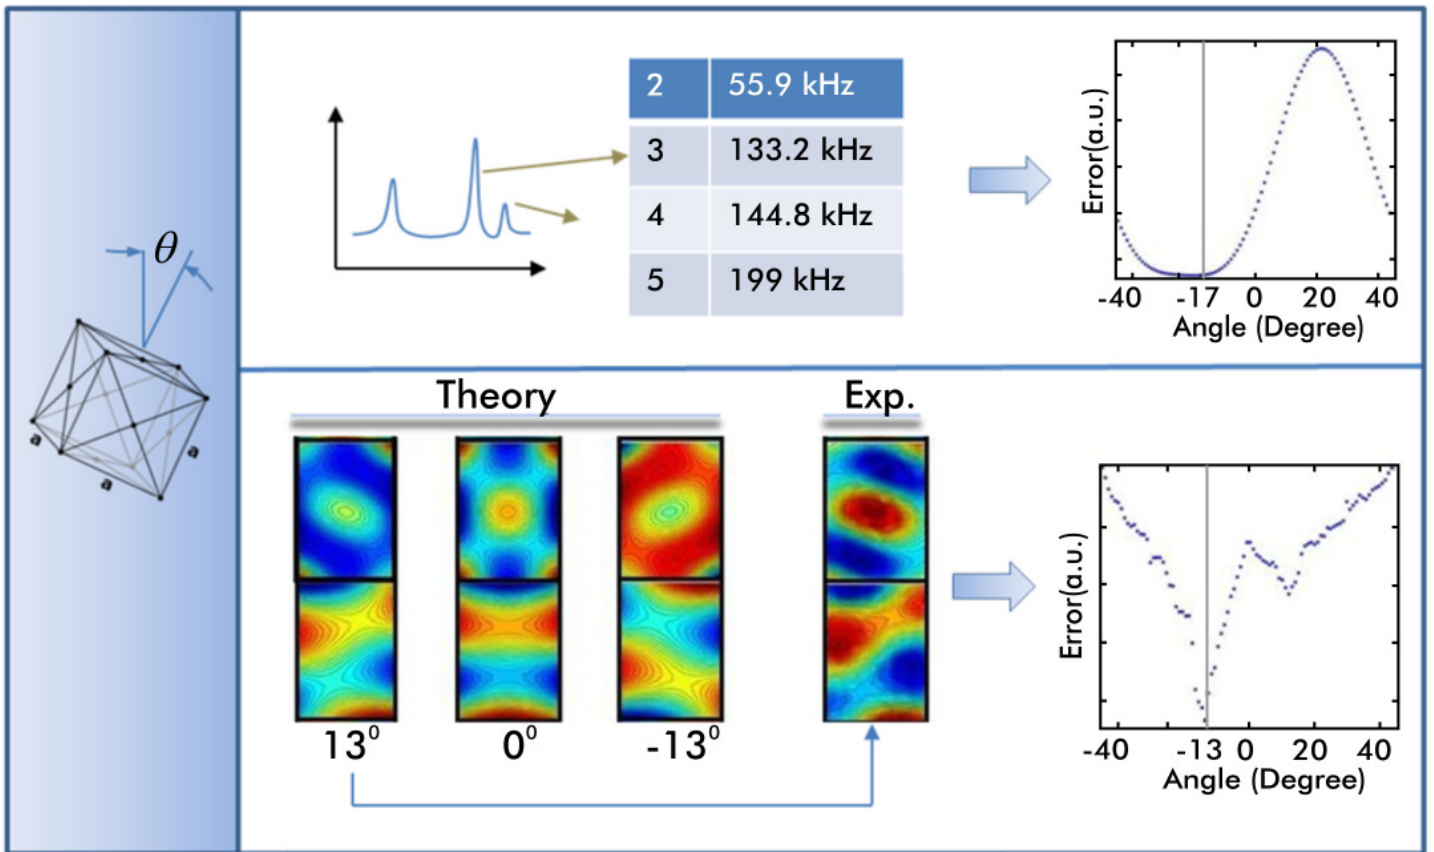 θ
a
a
a
2 55.9 kHz
3 133.2 kHz
4 144.8 kHz
5 199 kHz
Error(a.u.)
-40 -17 0 20 40
Angle (Degree)
Theory
Exp.
13⁰ 0⁰ -13⁰
Error(a.u.)
-40 -13 0 20 40
Angle (Degree)